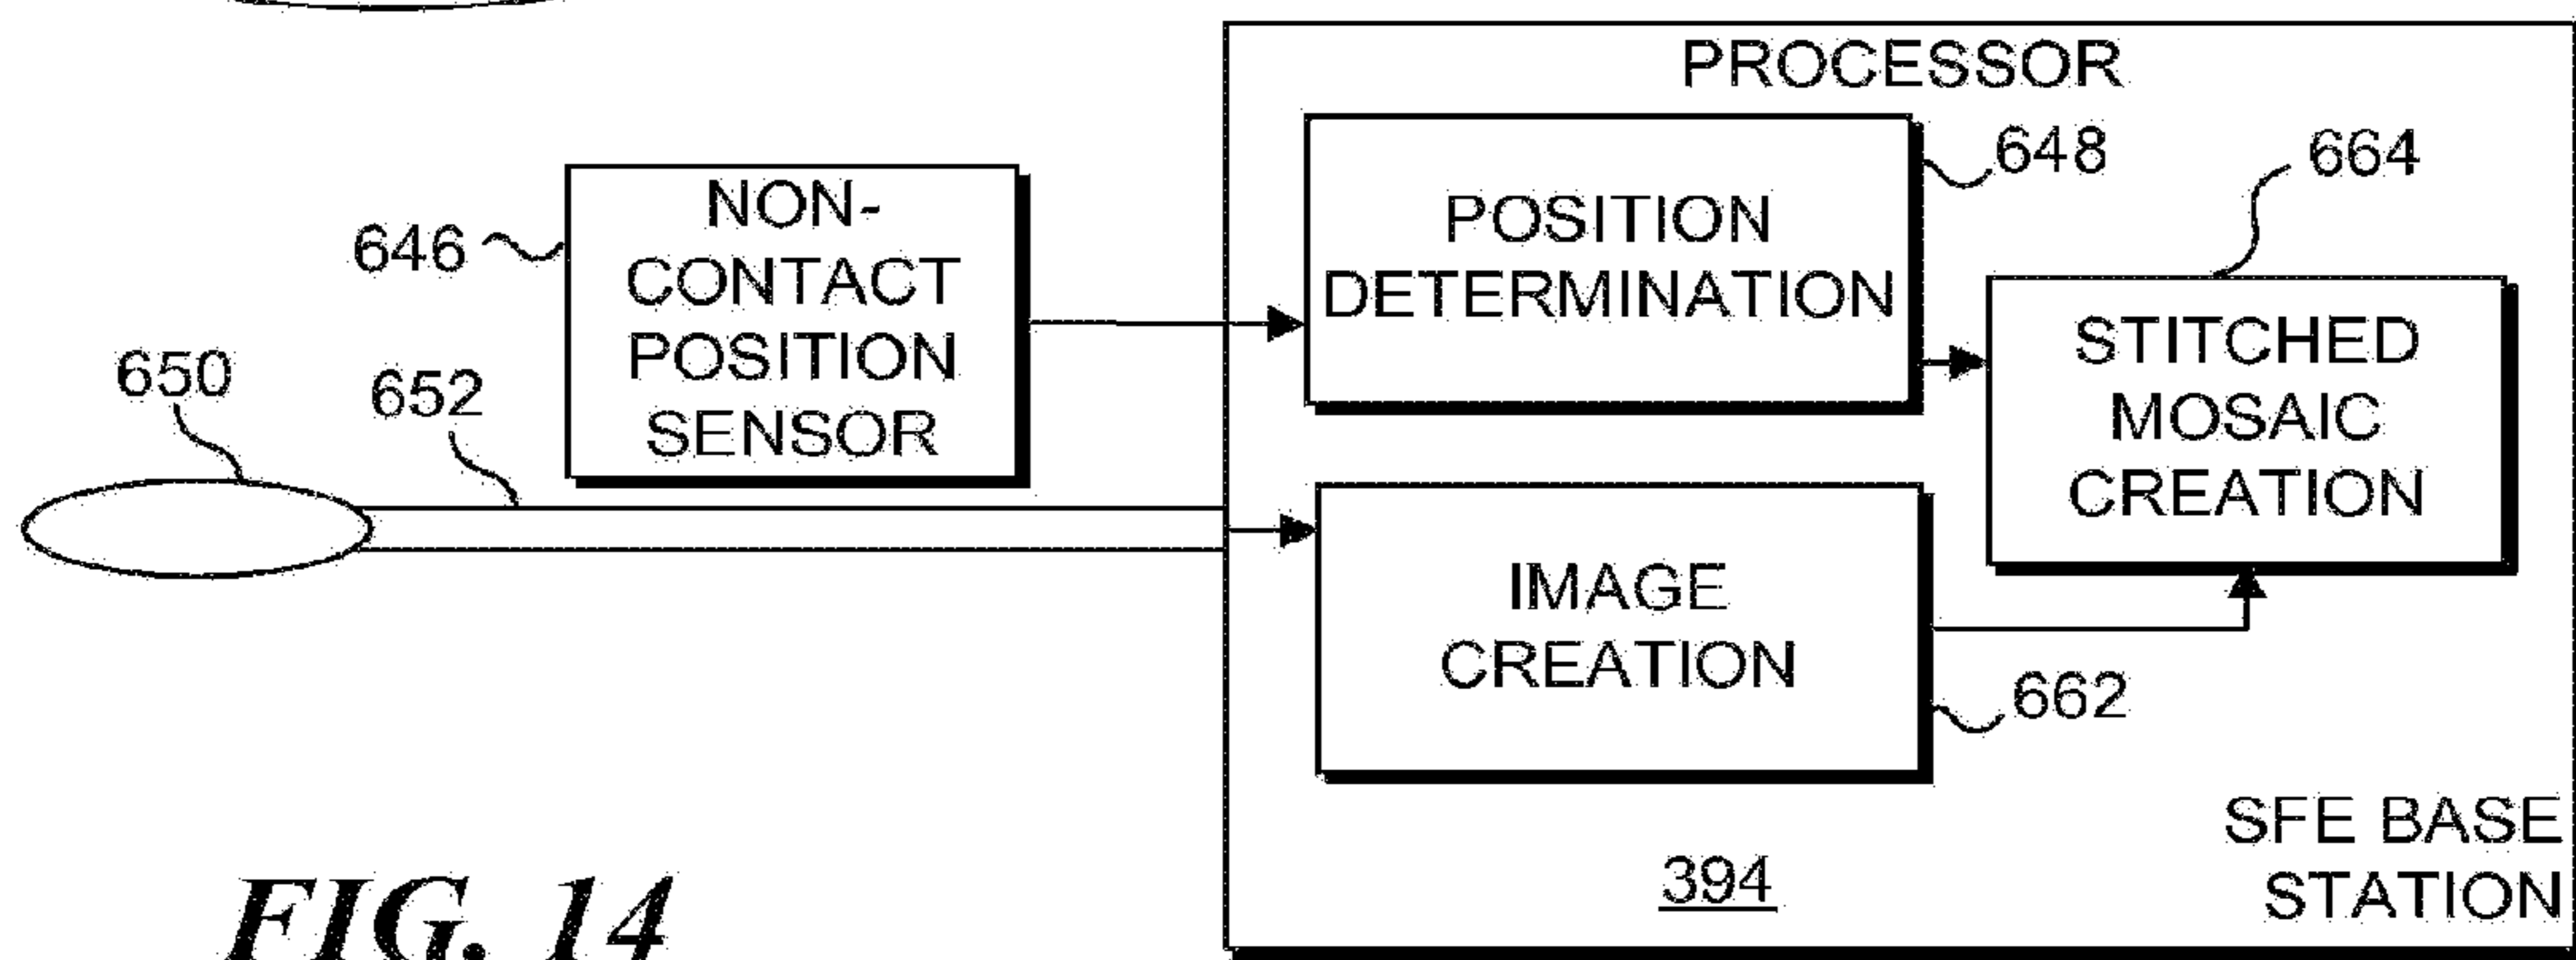 PROCESSOR
648
664
646
NON-
CONTACT
POSITION
SENSOR
POSITION
DETERMINATION
STITCHED
MOSAIC
CREATION
650
652
IMAGE
CREATION
662
394
SFE BASE
STATION
FIG. 14